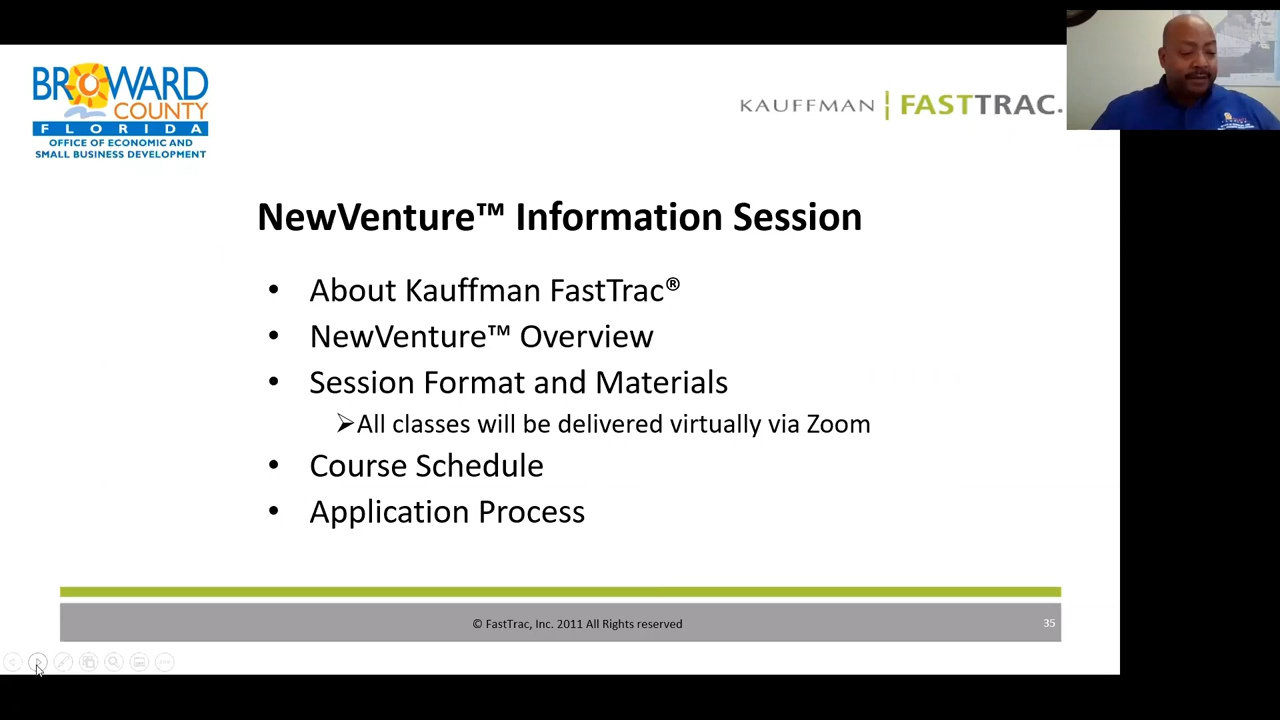 BROWARD
COUNTY
FLORIDA
OFFICE OF ECONOMIC AND
SMALL BUSINESS DEVELOPMENT
KAUFFMAN | FASTTRAC.
NewVenture™ Information Session
• About Kauffman FastTrac®
• NewVenture™ Overview
• Session Format and Materials
➢All classes will be delivered virtually via Zoom
• Course Schedule
• Application Process
© FastTrac, Inc. 2011 All Rights reserved
35